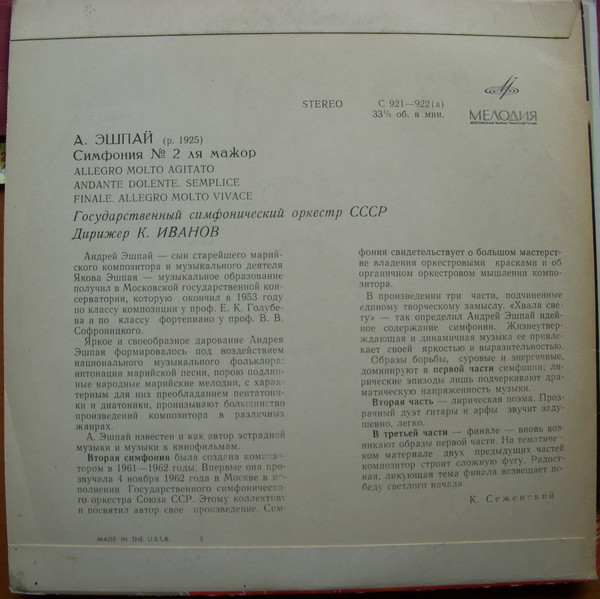 STEREO
С 921—922(а)
33⅓ об. в мин.
МЕЛОДИЯ
А. ЭШПАЙ (р. 1925)
Симфония № 2 ля мажор
ALLEGRO MOLTO AGITATO
ANDANTE DOLENTE. SEMPLICE
FINALE. ALLEGRO MOLTO VIVACE
Государственный симфонический оркестр СССР
Дирижер К. ИВАНОВ
Андрей Эшпай — сын старейшего марий-
ского композитора и музыкального деятеля
Якова Эшпая — музыкальное образование
получил в Московской государственной кон-
серватории, которую окончил в 1953 году
по классу композиции у проф. Е. К. Голубе-
ва и по классу фортепиано у проф. В. В.
Софроницкого.
Яркое и своеобразное дарование Андрея
Эшпая формировалось под воздействием
национального музыкального фольклора:
интонации марийской песни, порою подлин-
ные народные марийские мелодии, с харак-
терным для них преобладанием пентатони-
ки и диатоники, пронизывают большинство
произведений композитора в различных
жанрах.
А. Эшпай известен и как автор эстрадной
музыки и музыки к кинофильмам.
Вторая симфония была создана компози-
тором в 1961—1962 годы. Впервые она про-
звучала 4 ноября 1962 года в Москве в ис-
полнении Государственного симфоническо-
го оркестра Союза ССР. Этому коллективу
и посвятил автор свое произведение. Сим-
фония свидетельствует о большом мастерст-
ве владения оркестровыми красками и об
органичном оркестровом мышлении компо-
зитора.
В произведении три части, подчиненные
единому творческому замыслу. «Хвала све-
ту» — так определил Андрей Эшпай идей-
ное содержание симфонии. Жизнеутвер-
ждающая и динамичная музыка ее привле-
кает своей яркостью и выразительностью.
Образы борьбы, суровые и энергичные,
доминируют в первой части симфонии; ли-
рические эпизоды лишь подчеркивают дра-
матическую напряженность музыки.
Вторая часть — лирическая поэма. Проз-
рачный дуэт гитары и арфы звучит заду-
шевно, легко.
В третьей части — финале — вновь воз-
никают образы первой части. На тематичес-
ком материале двух предыдущих частей
композитор строит сложную фугу. Радост-
ная, ликующая тема финала возвещает по-
беду светлого начала.
К. Сеженский
MADE IN THE U.S.S.R. 3